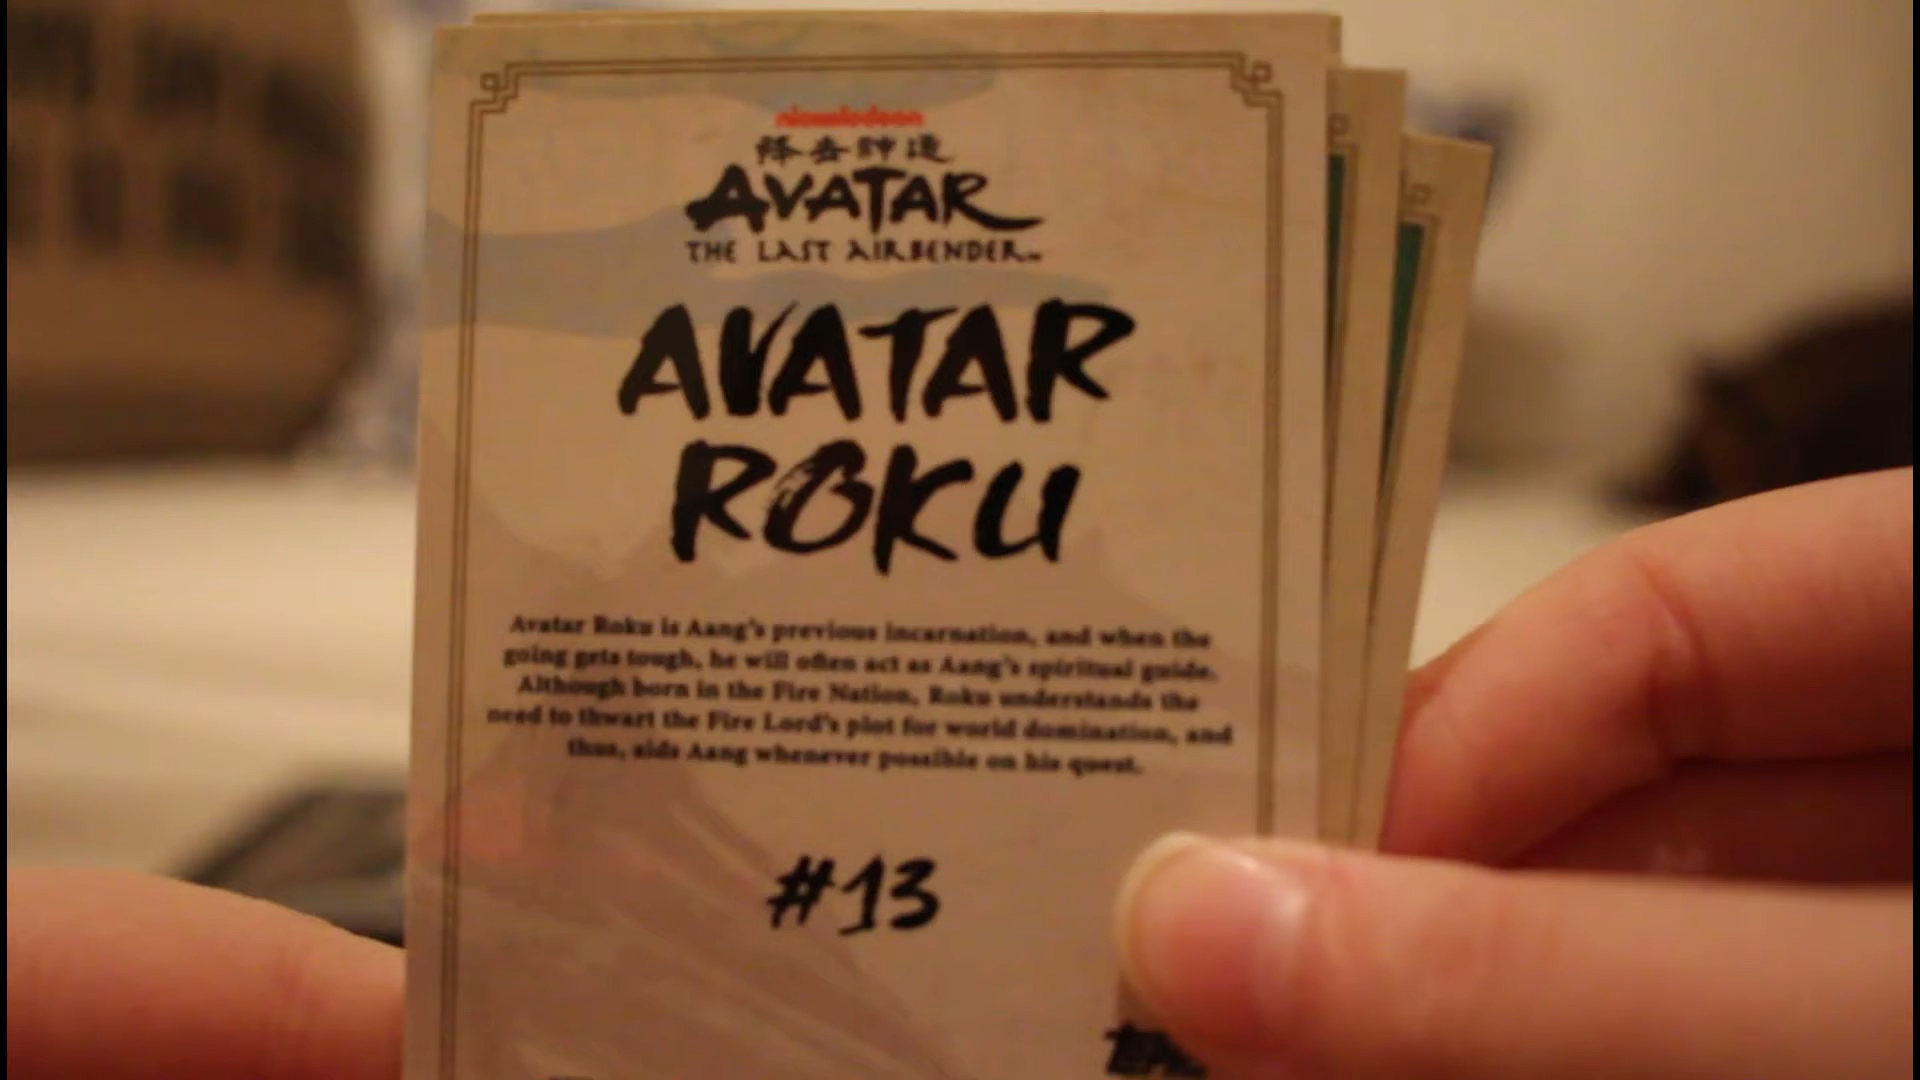 nickelodeon
降去神通
AVATAR
THE LAST AIRBENDER™
AVATAR
ROKU
Avatar Roku is Aang's previous incarnation, and when the
going gets tough, he will often act as Aang's spiritual guide.
Although born in the Fire Nation, Roku understands the
need to thwart the Fire Lord's plot for world domination, and
thus, aids Aang whenever possible on his quest.
#13